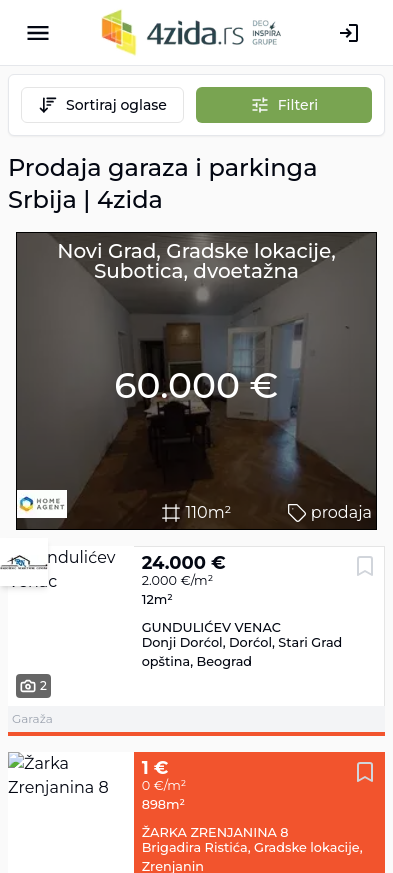 4zida.rs DEO INSPIRA GRUPE
Sortiraj oglase
Filteri
Prodaja garaza i parkinga
Srbija | 4zida
Novi Grad, Gradske lokacije,
Subotica, dvoetažna
60.000 €
HOME AGENT
110m²
prodaja
ndulićev
24.000 €
2.000 €/m²
12m²
GUNDULIĆEV VENAC
Donji Dorćol, Dorćol, Stari Grad
opština, Beograd
2
Garaža
Žarka
Zrenjanina 8
1 €
0 €/m²
898m²
ŽARKA ZRENJANINA 8
Brigadira Ristića, Gradske lokacije,
Zrenjanin